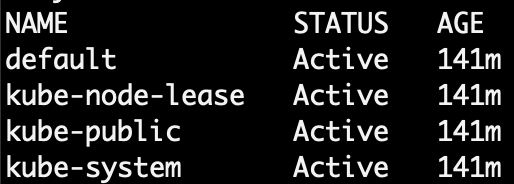 NAME STATUS AGE
default Active 141m
kube-node-lease Active 141m
kube-public Active 141m
kube-system Active 141m